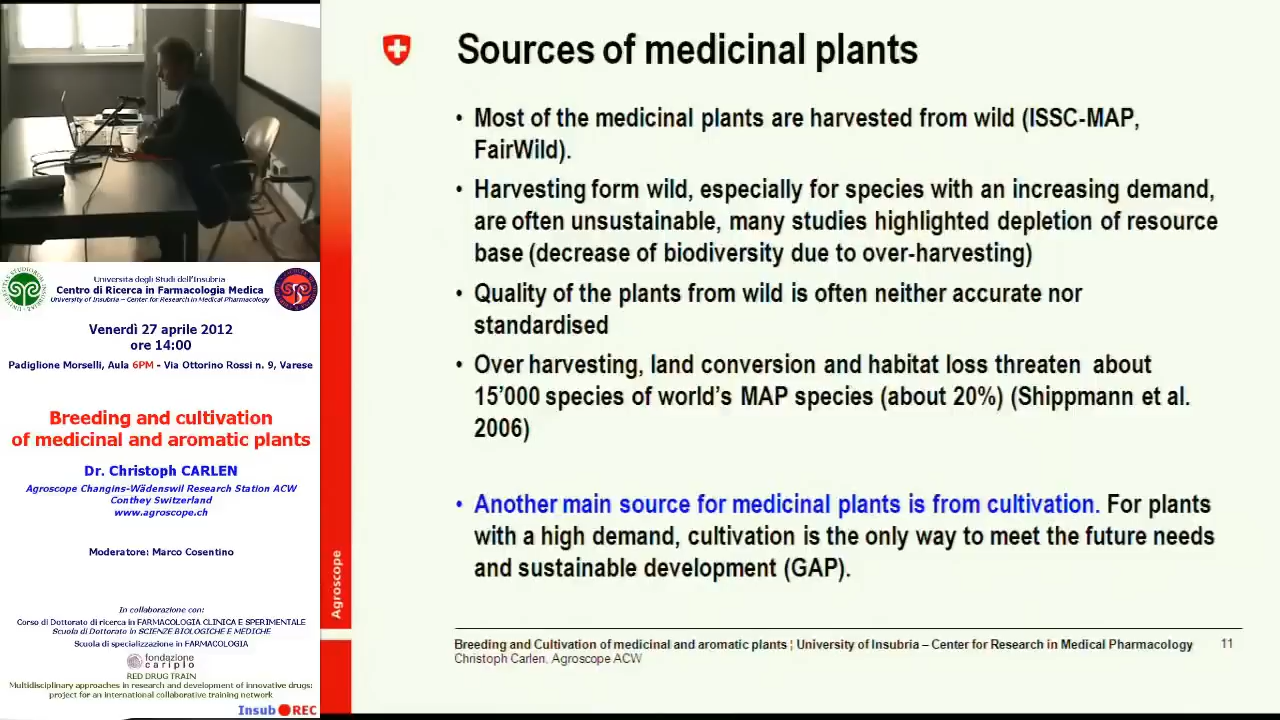 Sources of medicinal plants
• Most of the medicinal plants are harvested from wild (ISSC-MAP,
FairWild).
• Harvesting form wild, especially for species with an increasing demand,
are often unsustainable, many studies highlighted depletion of resource
base (decrease of biodiversity due to over-harvesting)
• Quality of the plants from wild is often neither accurate nor
standardised
• Over harvesting, land conversion and habitat loss threaten about
15’000 species of world’s MAP species (about 20%) (Shippmann et al.
2006)
• Another main source for medicinal plants is from cultivation. For plants
with a high demand, cultivation is the only way to meet the future needs
and sustainable development (GAP).
Breeding and Cultivation of medicinal and aromatic plants ¦ University of Insubria – Center for Research in Medical Pharmacology 11
Christoph Carlen, Agroscope ACW
Agroscope
Università degli Studi dell'Insubria
Centro di Ricerca in Farmacologia Medica
University of Insubria – Center for Research in Medical Pharmacology
Venerdì 27 aprile 2012
ore 14:00
Padiglione Morselli, Aula 6PM - Via Ottorino Rossi n. 9, Varese
Breeding and cultivation
of medicinal and aromatic plants
Dr. Christoph CARLEN
Agroscope Changins-Wädenswil Research Station ACW
Conthey Switzerland
www.agroscope.ch
Moderatore: Marco Cosentino
In collaborazione con:
Corso di Dottorato di ricerca in FARMACOLOGIA CLINICA E SPERIMENTALE
Scuola di Dottorato in SCIENZE BIOLOGICHE E MEDICHE
Scuola di specializzazione in FARMACOLOGIA
fondazione
cariplo
RED DRUG TRAIN
Multidisciplinary approaches in research and development of innovative drugs:
project for an international collaborative training network
Insub REC